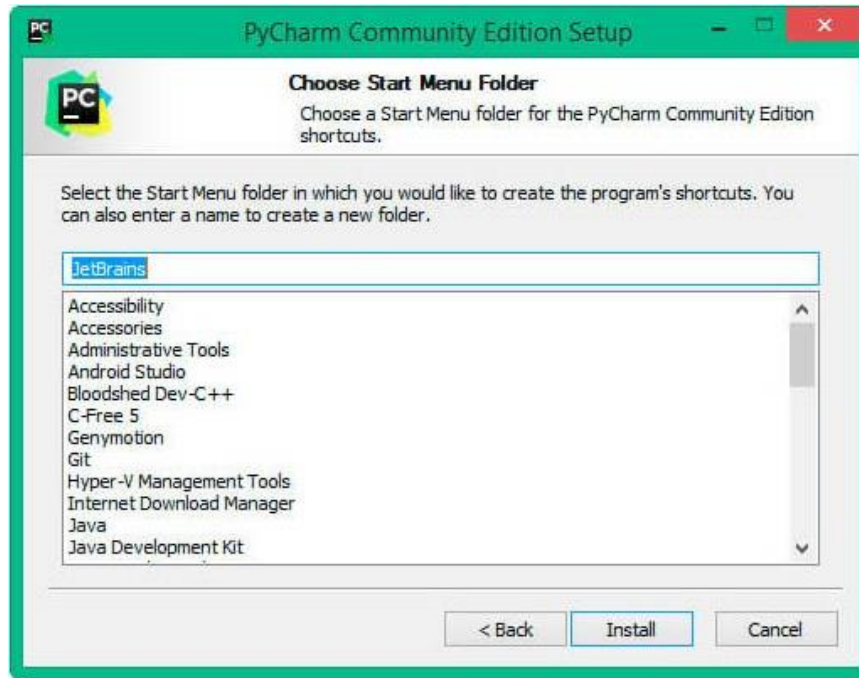 PC
PyCharm Community Edition Setup
PC
Choose Start Menu Folder
Choose a Start Menu folder for the PyCharm Community Edition
shortcuts.
Select the Start Menu folder in which you would like to create the program's shortcuts. You
can also enter a name to create a new folder.
JetBrains
Accessibility
Accessories
Administrative Tools
Android Studio
Bloodshed Dev-C++
C-Free 5
Genymotion
Git
Hyper-V Management Tools
Internet Download Manager
Java
Java Development Kit
< Back Install Cancel